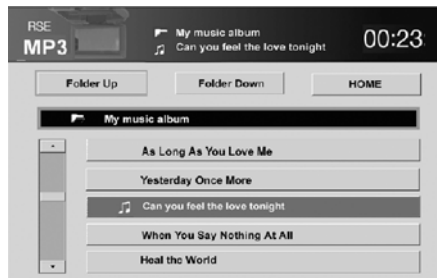 RSE
MP3
My music album
Can you feel the love tonight
00:23
Folder Up
Folder Down
HOME
My music album
As Long As You Love Me
Yesterday Once More
Can you feel the love tonight
When You Say Nothing At All
Heal the World